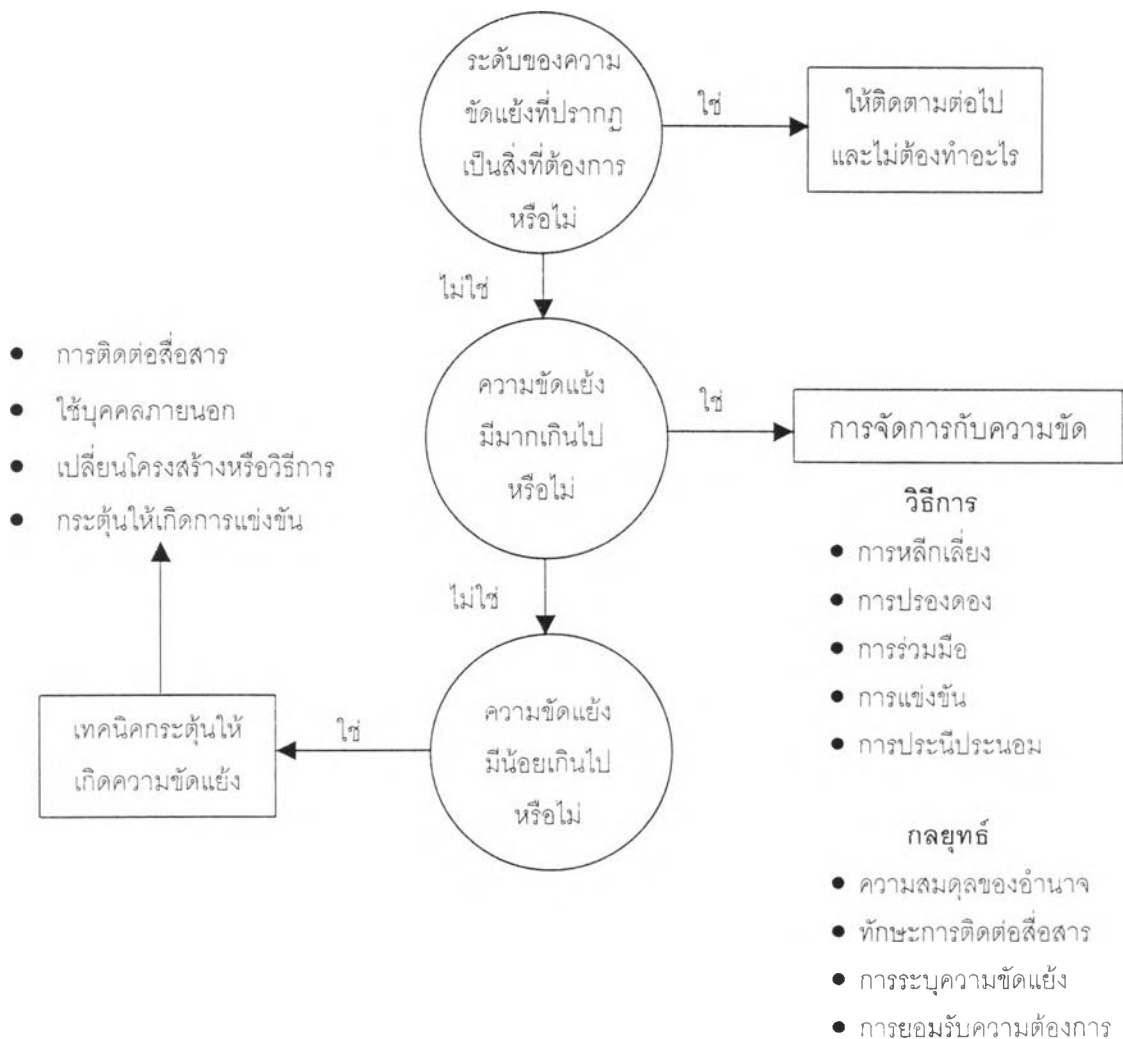 ระดับของความ
ขัดแย้งที่ปรากฏ
เป็นสิ่งที่ต้องการ
หรือไม่
ใช่
ให้ติดตามต่อไป
และไม่ต้องทำอะไร
ไม่ใช่
ความขัดแย้ง
มีมากเกินไป
หรือไม่
ใช่
การจัดการกับความขัด
วิธีการ
● การหลีกเลี่ยง
● การปรองดอง
● การร่วมมือ
● การแข่งขัน
● การประนีประนอม
กลยุทธ์
● ความสมดุลของอำนาจ
● ทักษะการติดต่อสื่อสาร
● การระบุความขัดแย้ง
● การยอมรับความต้องการ
ไม่ใช่
ความขัดแย้ง
มีน้อยเกินไป
หรือไม่
ใช่
เทคนิคกระตุ้นให้
เกิดความขัดแย้ง
● การติดต่อสื่อสาร
● ใช้บุคคลภายนอก
● เปลี่ยนโครงสร้างหรือวิธีการ
● กระตุ้นให้เกิดการแข่งขัน